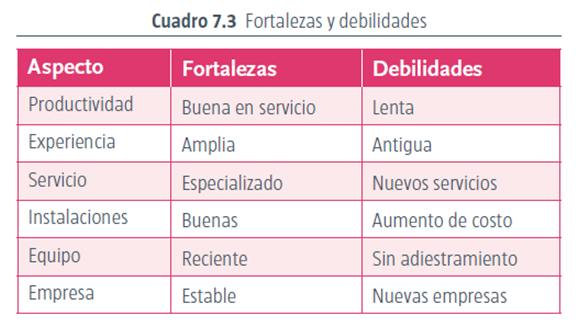 Cuadro 7.3 Fortalezas y debilidades
Aspecto Fortalezas Debilidades
Productividad Buena en servicio Lenta
Experiencia Amplia Antigua
Servicio Especializado Nuevos servicios
Instalaciones Buenas Aumento de costo
Equipo Reciente Sin adiestramiento
Empresa Estable Nuevas empresas